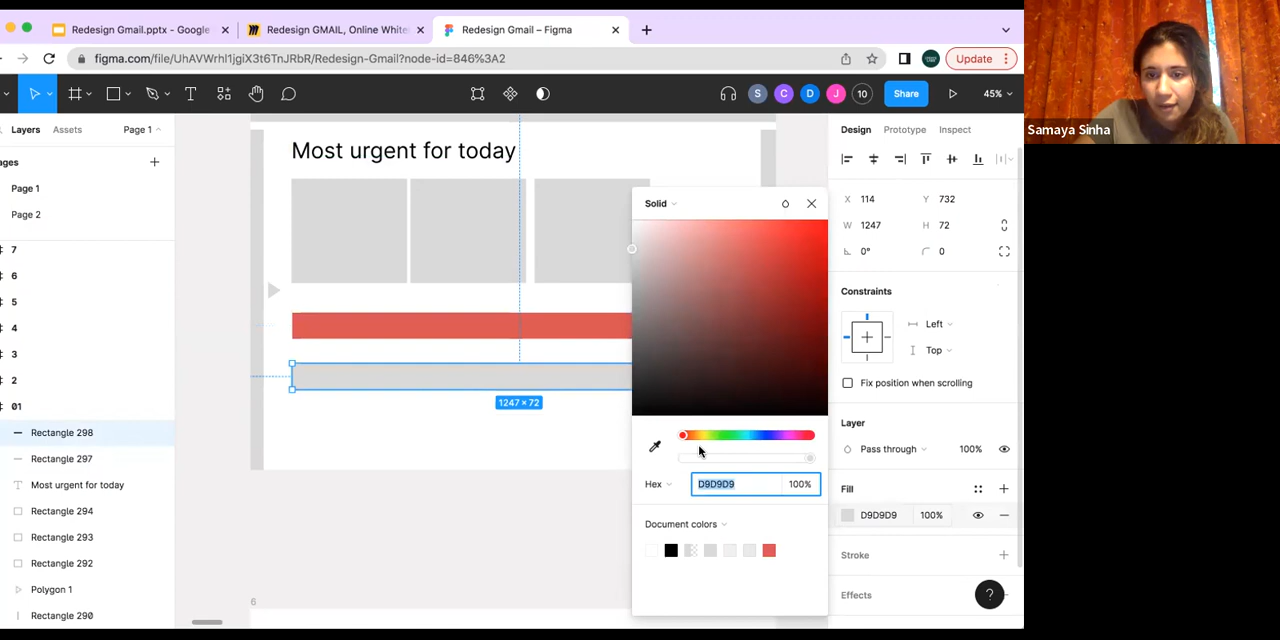 Redesign Gmail.pptx - Google
Redesign GMAIL, Online White
Redesign Gmail – Figma
figma.com/file/UhAVWrhl1jgiX3t6TnJRbR/Redesign-Gmail?node-id=846%3A2
Update
S
C
D
J
10
Share
45%
Layers
Assets
Page 1
ages
Page 1
Page 2
7
6
5
4
3
2
01
Rectangle 298
Rectangle 297
Most urgent for today
Rectangle 294
Rectangle 293
Rectangle 292
Polygon 1
Rectangle 290
Most urgent for today
1247 × 72
6
Solid
Hex
D9D9D9
100%
Document colors
Design
Prototype
Inspect
X 114
Y 732
W 1247
H 72
0°
0
Constraints
Left
Top
Fix position when scrolling
Layer
Pass through
100%
Fill
D9D9D9
100%
Stroke
Effects
?
Samaya Sinha